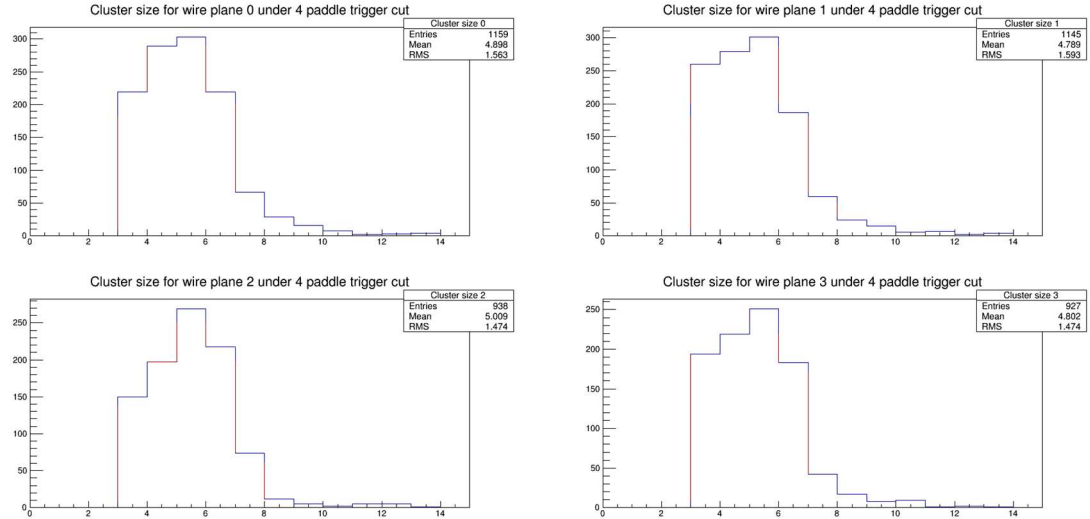 Cluster size for wire plane 0 under 4 paddle trigger cut
Cluster size 0
Entries 1159
Mean 4.898
RMS 1.563
300
250
200
150
100
50
0
0 2 4 6 8 10 12 14
Cluster size for wire plane 1 under 4 paddle trigger cut
Cluster size 1
Entries 1145
Mean 4.789
RMS 1.593
300
250
200
150
100
50
0
0 2 4 6 8 10 12 14
Cluster size for wire plane 2 under 4 paddle trigger cut
Cluster size 2
Entries 938
Mean 5.009
RMS 1.474
250
200
150
100
50
0
0 2 4 6 8 10 12 14
Cluster size for wire plane 3 under 4 paddle trigger cut
Cluster size 3
Entries 927
Mean 4.802
RMS 1.474
250
200
150
100
50
0
0 2 4 6 8 10 12 14